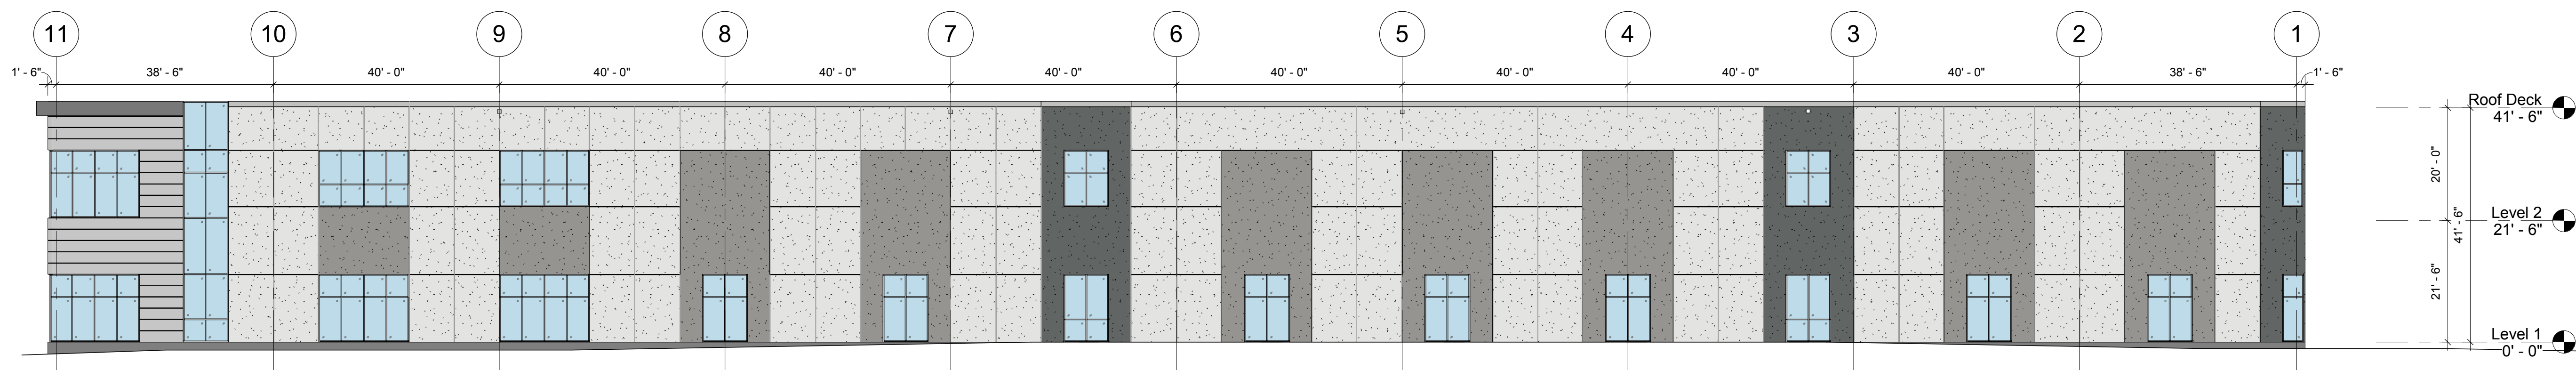 11 10 9 8 7 6 5 4 3 2 1
1' - 6" 38' - 6" 40' - 0" 40' - 0" 40' - 0" 40' - 0" 40' - 0" 40' - 0" 40' - 0" 40' - 0" 38' - 6" 1' - 6"
Roof Deck
41' - 6"
20' - 0"
Level 2
21' - 6"
41' - 6"
21' - 6"
Level 1
0' - 0"